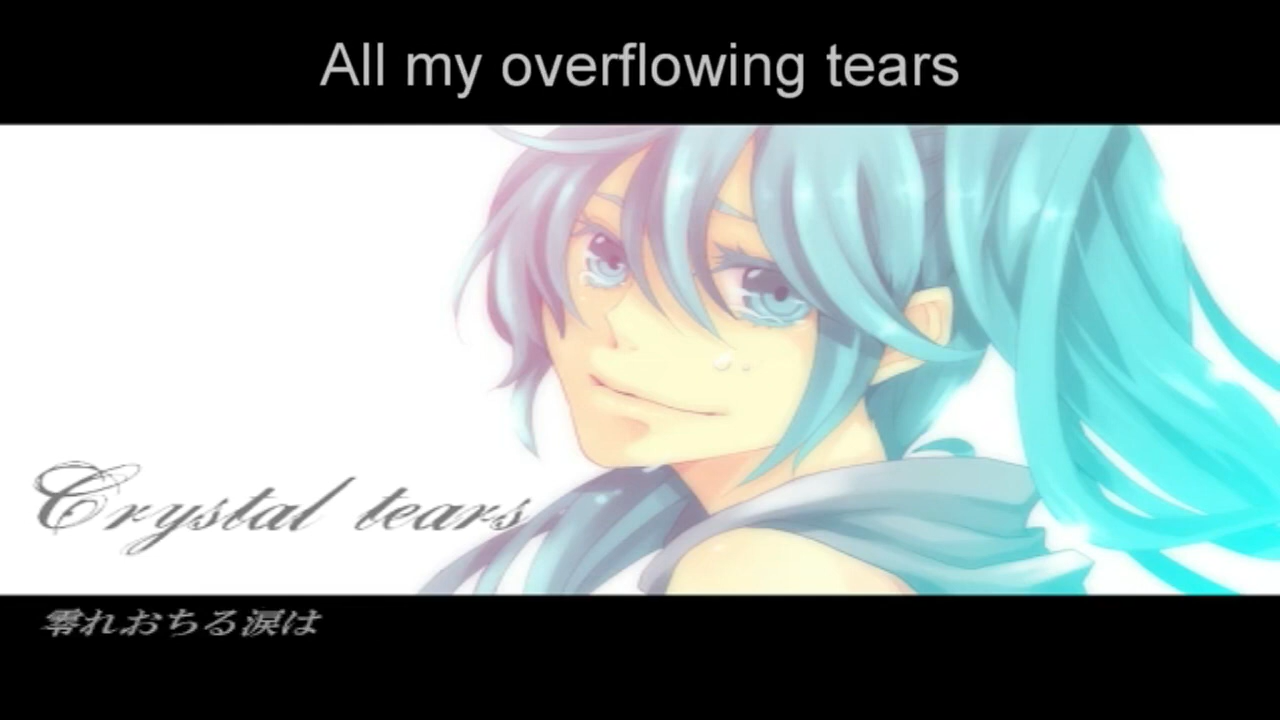 All my overflowing tears
Crystal tears
零れおちる涙は